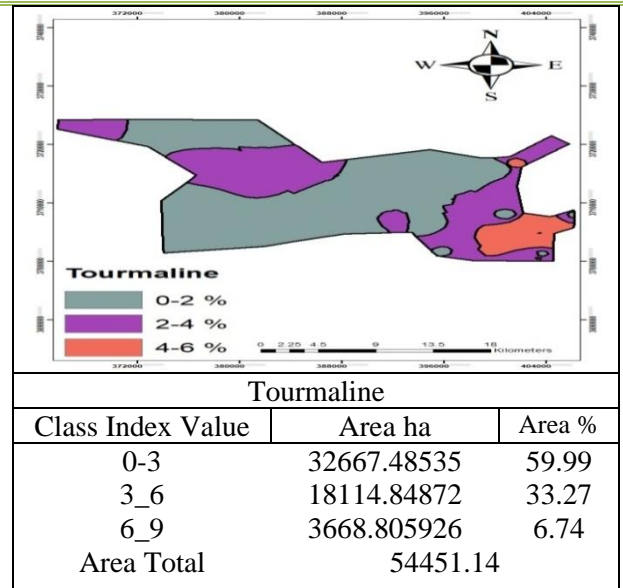 372000 380000 388000 396000 404000
N
W E
S
Tourmaline
0-2 %
2-4 %
4-6 %
0 2.25 4.5 9 13.5 18
Kilometers
372000 380000 388000 396000 404000
Tourmaline
Class Index Value Area ha Area %
0-3 32667.48535 59.99
3_6 18114.84872 33.27
6_9 3668.805926 6.74
Area Total 54451.14